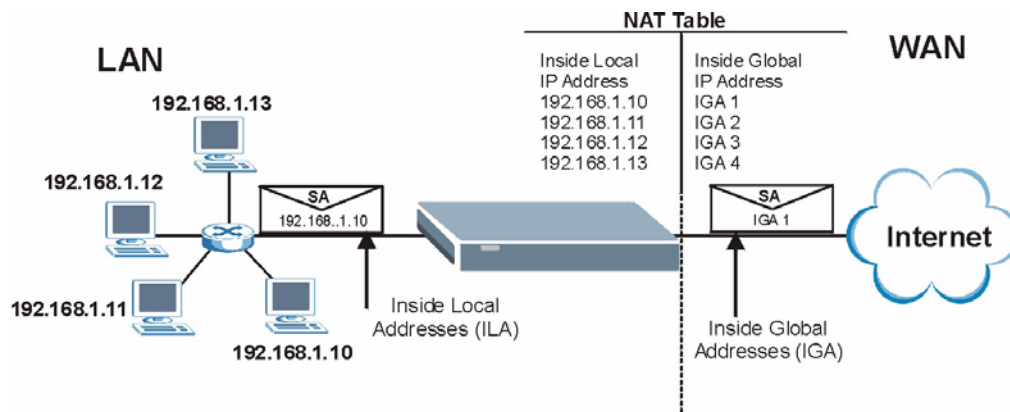 NAT Table
LAN
WAN
Inside Local
IP Address
192.168.1.10
192.168.1.11
192.168.1.12
192.168.1.13
Inside Global
IP Address
IGA 1
IGA 2
IGA 3
IGA 4
192.168.1.13
192.168.1.12
192.168.1.11
192.168.1.10
SA
192.168..1.10
SA
IGA 1
Internet
Inside Local
Addresses (ILA)
Inside Global
Addresses (IGA)